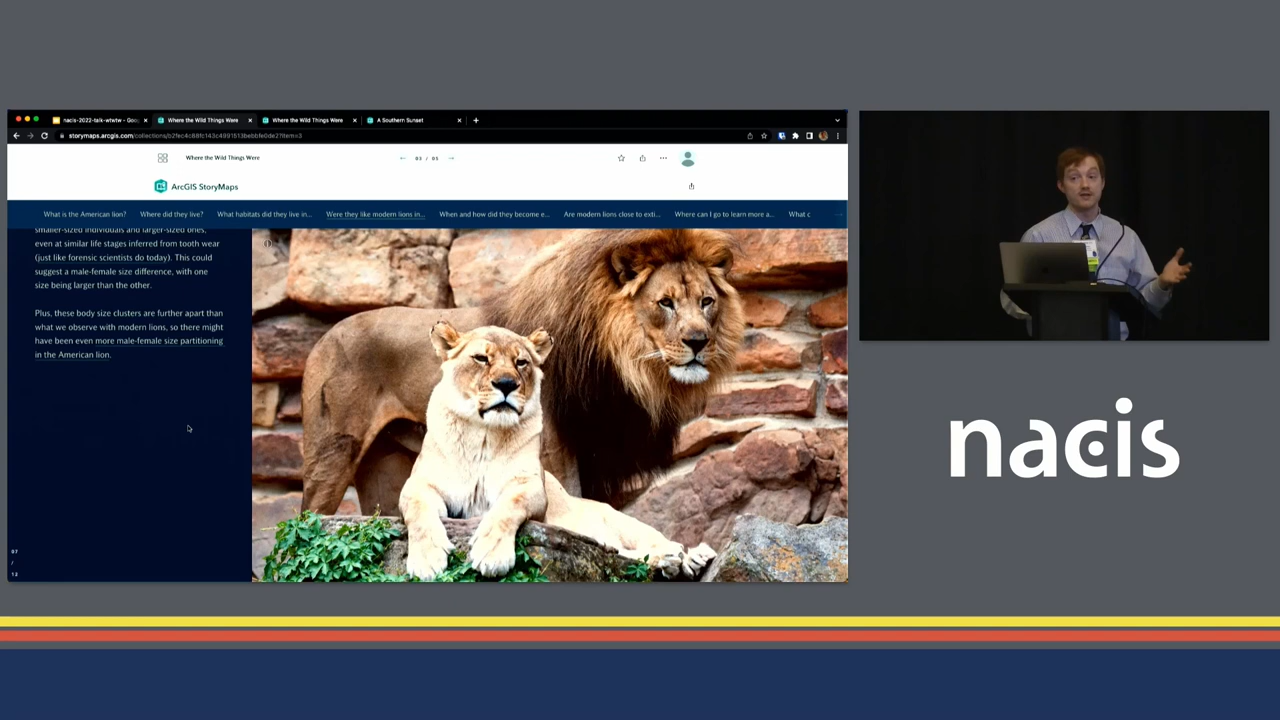 nacis-2022-talk-wtwtw - Goo
Where the Wild Things Were
Where the Wild Things Were
A Southern Sunset
storymaps.arcgis.com/collections/
Where the Wild Things Were
03 / 05
ArcGIS StoryMaps
What is the American lion?
Where did they live?
What habitats did they live in...
Were they like modern lions in...
When and how did they become e...
Are modern lions close to exti...
Where can I go to learn more a...
What c
smaller-sized individuals and larger-sized ones,
even at similar life stages inferred from tooth wear
(just like forensic scientists do today). This could
suggest a male-female size difference, with one
size being larger than the other.
Plus, these body size clusters are further apart than
what we observe with modern lions, so there might
have been even more male-female size partitioning
in the American lion.
07
/
12
nacis